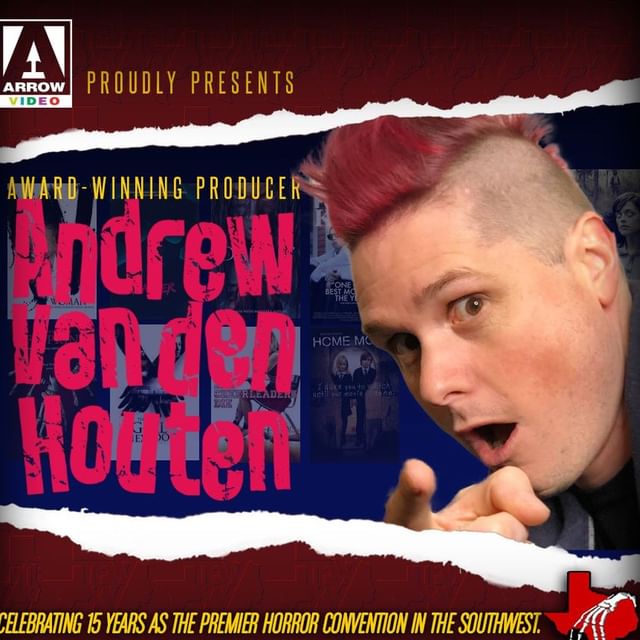 ARROW
VIDEO
PROUDLY PRESENTS
AWARD-WINNING PRODUCER
Andrew
van den
Houten
HOME
CELEBRATING 15 YEARS AS THE PREMIER HORROR CONVENTION IN THE SOUTHWEST.